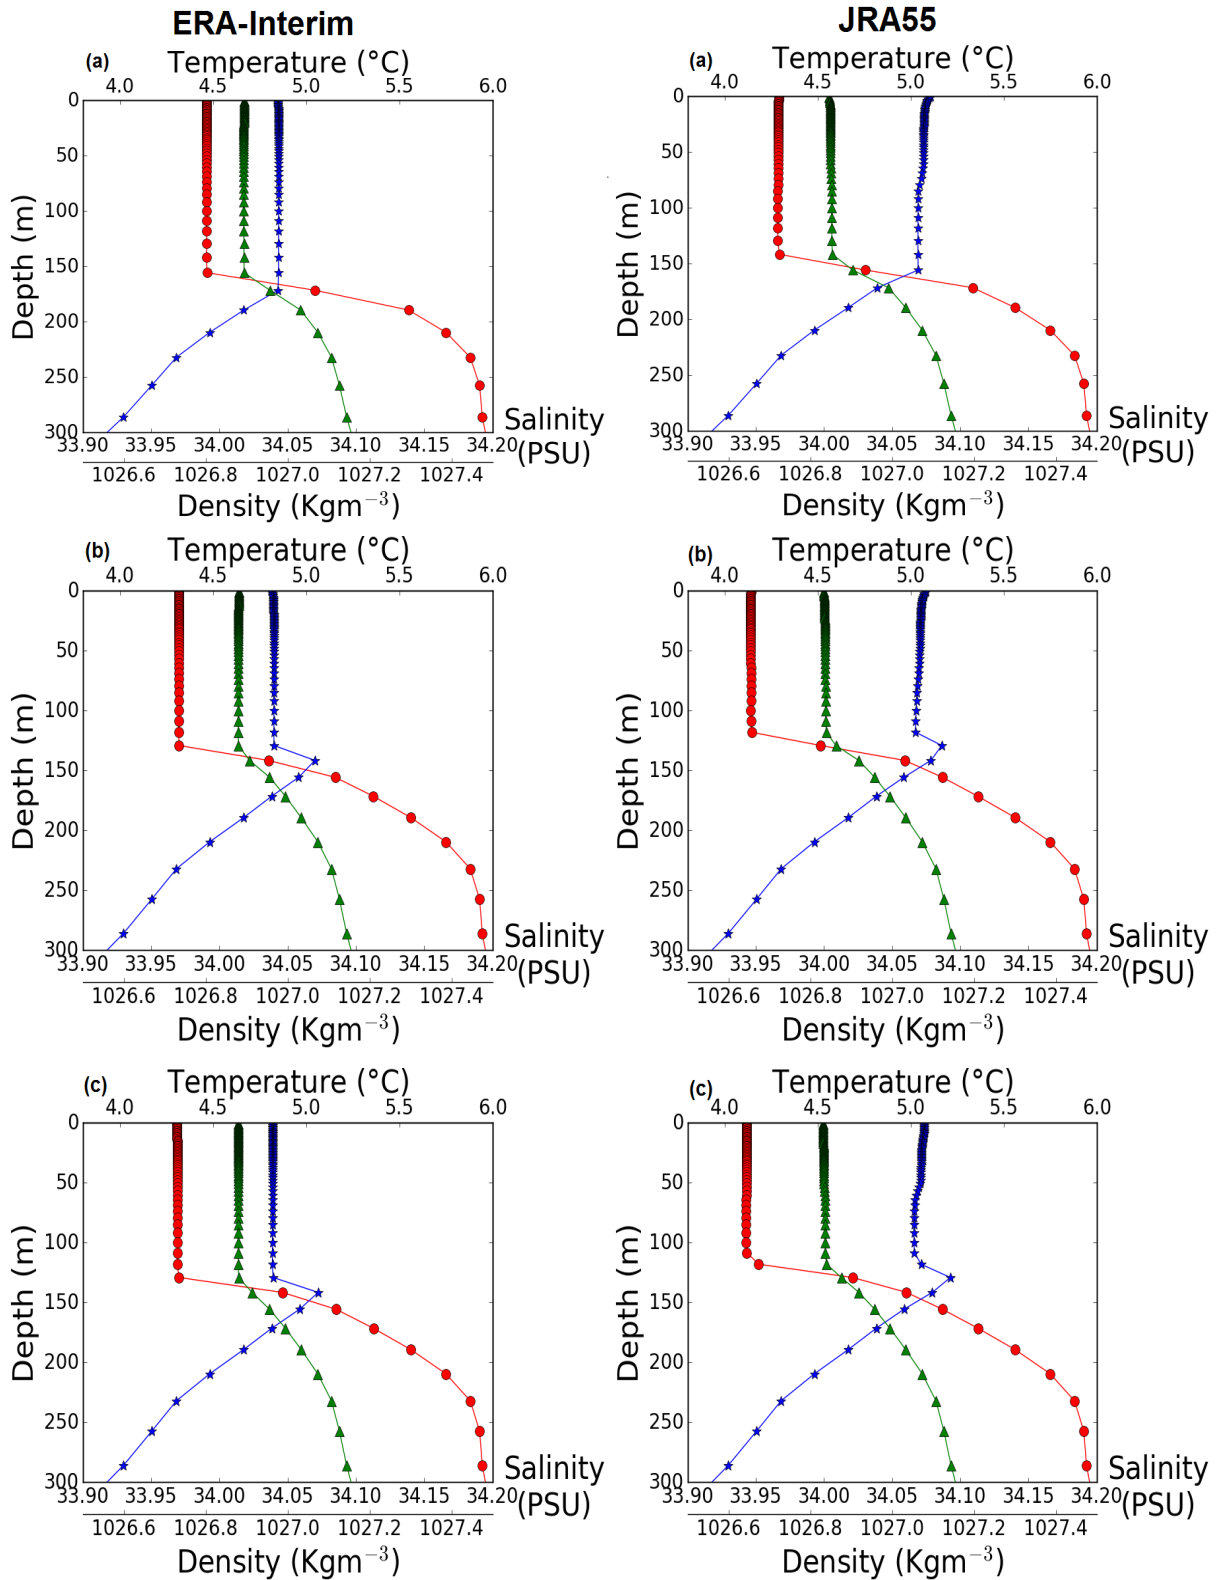 ERA-Interim
JRA55
(a)
Temperature (°C)
4.0 4.5 5.0 5.5 6.0
0
50
100
150
200
250
300
Depth (m)
33.90 33.95 34.00 34.05 34.10 34.15 34.20
Salinity
(PSU)
1026.6 1026.8 1027.0 1027.2 1027.4
Density (Kgm⁻³)
(a)
Temperature (°C)
4.0 4.5 5.0 5.5 6.0
0
50
100
150
200
250
300
Depth (m)
33.90 33.95 34.00 34.05 34.10 34.15 34.20
Salinity
(PSU)
1026.6 1026.8 1027.0 1027.2 1027.4
Density (Kgm⁻³)
(b)
Temperature (°C)
4.0 4.5 5.0 5.5 6.0
0
50
100
150
200
250
300
Depth (m)
33.90 33.95 34.00 34.05 34.10 34.15 34.20
Salinity
(PSU)
1026.6 1026.8 1027.0 1027.2 1027.4
Density (Kgm⁻³)
(b)
Temperature (°C)
4.0 4.5 5.0 5.5 6.0
0
50
100
150
200
250
300
Depth (m)
33.90 33.95 34.00 34.05 34.10 34.15 34.20
Salinity
(PSU)
1026.6 1026.8 1027.0 1027.2 1027.4
Density (Kgm⁻³)
(c)
Temperature (°C)
4.0 4.5 5.0 5.5 6.0
0
50
100
150
200
250
300
Depth (m)
33.90 33.95 34.00 34.05 34.10 34.15 34.20
Salinity
(PSU)
1026.6 1026.8 1027.0 1027.2 1027.4
Density (Kgm⁻³)
(c)
Temperature (°C)
4.0 4.5 5.0 5.5 6.0
0
50
100
150
200
250
300
Depth (m)
33.90 33.95 34.00 34.05 34.10 34.15 34.20
Salinity
(PSU)
1026.6 1026.8 1027.0 1027.2 1027.4
Density (Kgm⁻³)